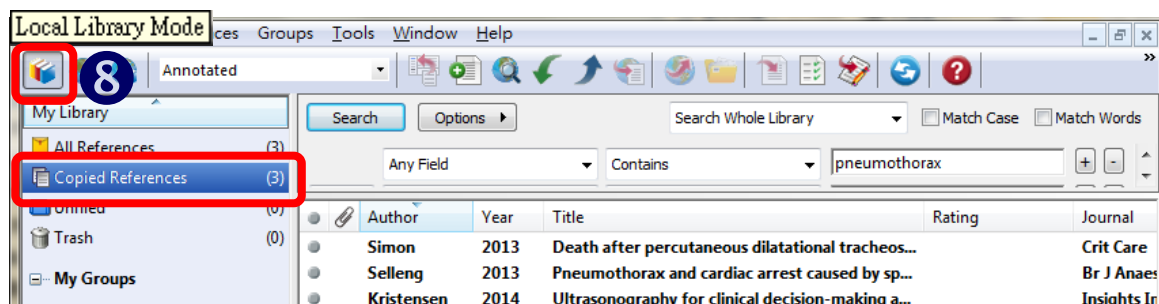 Local Library Mode ces Groups Tools Window Help
8 Annotated
My Library
Search Options Search Whole Library Match Case Match Words
All References (3)
Any Field Contains pneumothorax + -
Copied References (3)
Unfiled (0)
Author Year Title Rating Journal
Trash (0)
Simon 2013 Death after percutaneous dilatational tracheos... Crit Care
Selleng 2013 Pneumothorax and cardiac arrest caused by sp... Br J Anaes
My Groups
Kristensen 2014 Ultrasonography for clinical decision-making a... Insights In